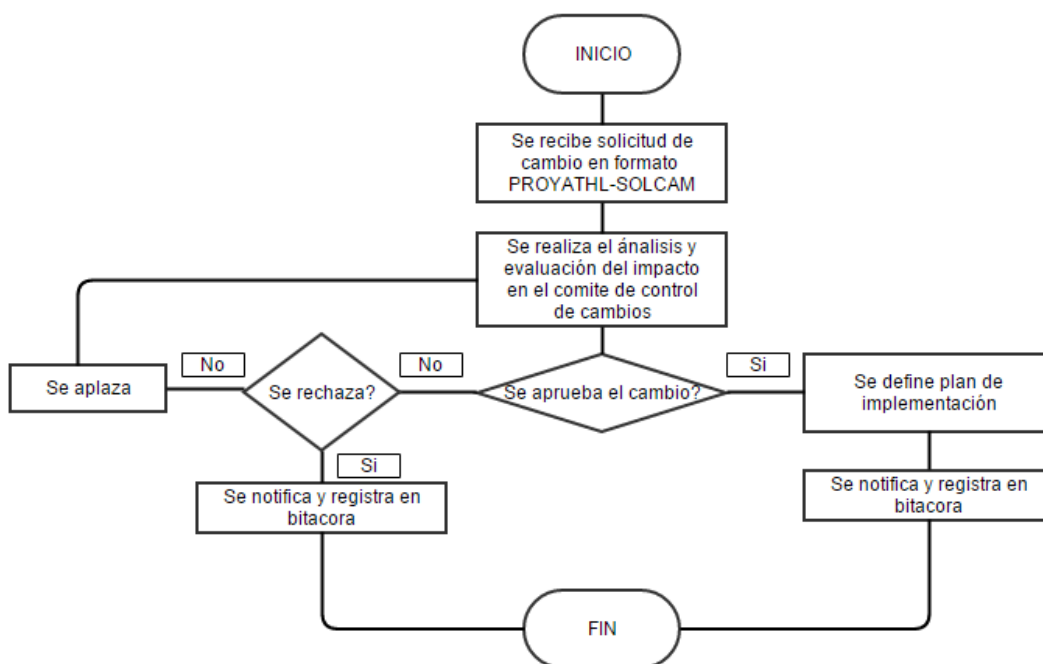 INICIO
Se recibe solicitud de
cambio en formato
PROYATHL-SOLCAM
Se realiza el ánalisis y
evaluación del impacto
en el comite de control
de cambios
Se aplaza
No
Se rechaza?
No
Se aprueba el cambio?
Si
Se define plan de
implementación
Si
Se notifica y registra en
bitacora
Se notifica y registra en
bitacora
FIN